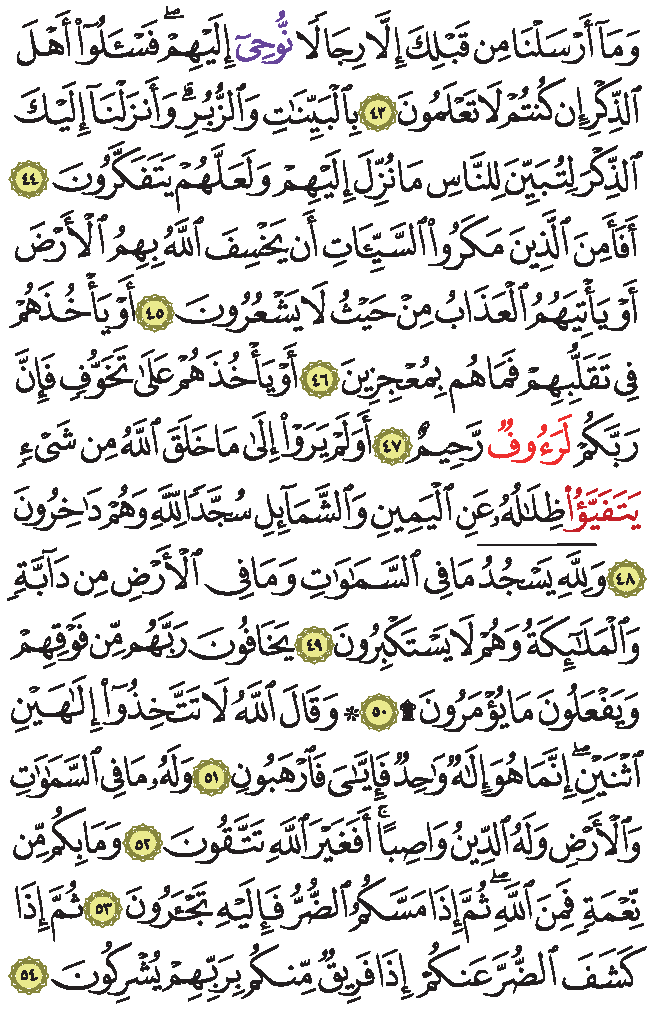 وَمَآ أَرْسَلْنَا مِن قَبْلِكَ إِلَّا رِجَالًا نُّوحِىٓ إِلَيْهِمْ ۖ فَسْـَٔلُوٓا۟ أَهْلَ
ٱلذِّكْرِ إِن كُنتُمْ لَا تَعْلَمُونَ ٤٣ بِٱلْبَيِّنَـٰتِ وَٱلزُّبُرِ ۗ وَأَنزَلْنَآ إِلَيْكَ
ٱلذِّكْرَ لِتُبَيِّنَ لِلنَّاسِ مَا نُزِّلَ إِلَيْهِمْ وَلَعَلَّهُمْ يَتَفَكَّرُونَ ٤٤
أَفَأَمِنَ ٱلَّذِينَ مَكَرُوا۟ ٱلسَّيِّـَٔاتِ أَن يَخْسِفَ ٱللَّهُ بِهِمُ ٱلْأَرْضَ
أَوْ يَأْتِيَهُمُ ٱلْعَذَابُ مِنْ حَيْثُ لَا يَشْعُرُونَ ٤٥ أَوْ يَأْخُذَهُمْ
فِى تَقَلُّبِهِمْ فَمَا هُم بِمُعْجِزِينَ ٤٦ أَوْ يَأْخُذَهُمْ عَلَىٰ تَخَوُّفٍ فَإِنَّ
رَبَّكُمْ لَرَءُوفٌ رَّحِيمٌ ٤٧ أَوَلَمْ يَرَوْا۟ إِلَىٰ مَا خَلَقَ ٱللَّهُ مِن شَىْءٍ
يَتَفَيَّؤُا۟ ظِلَـٰلُهُۥ عَنِ ٱلْيَمِينِ وَٱلشَّمَآئِلِ سُجَّدًا لِّلَّهِ وَهُمْ دَٰخِرُونَ
٤٨ وَلِلَّهِ يَسْجُدُ مَا فِى ٱلسَّمَـٰوَٰتِ وَمَا فِى ٱلْأَرْضِ مِن دَآبَّةٍ
وَٱلْمَلَـٰٓئِكَةُ وَهُمْ لَا يَسْتَكْبِرُونَ ٤٩ يَخَافُونَ رَبَّهُم مِّن فَوْقِهِمْ
وَيَفْعَلُونَ مَا يُؤْمَرُونَ ۩ ٥٠ ۞ وَقَالَ ٱللَّهُ لَا تَتَّخِذُوٓا۟ إِلَـٰهَيْنِ
ٱثْنَيْنِ ۖ إِنَّمَا هُوَ إِلَـٰهٌ وَٰحِدٌ فَإِيَّـٰىَ فَٱرْهَبُونِ ٥١ وَلَهُۥ مَا فِى ٱلسَّمَـٰوَٰتِ
وَٱلْأَرْضِ وَلَهُ ٱلدِّينُ وَاصِبًا ۚ أَفَغَيْرَ ٱللَّهِ تَتَّقُونَ ٥٢ وَمَا بِكُم مِّن
نِّعْمَةٍ فَمِنَ ٱللَّهِ ۖ ثُمَّ إِذَا مَسَّكُمُ ٱلضُّرُّ فَإِلَيْهِ تَجْـَٔرُونَ ٥٣ ثُمَّ إِذَا
كَشَفَ ٱلضُّرَّ عَنكُمْ إِذَا فَرِيقٌ مِّنكُم بِرَبِّهِمْ يُشْرِكُونَ ٥٤